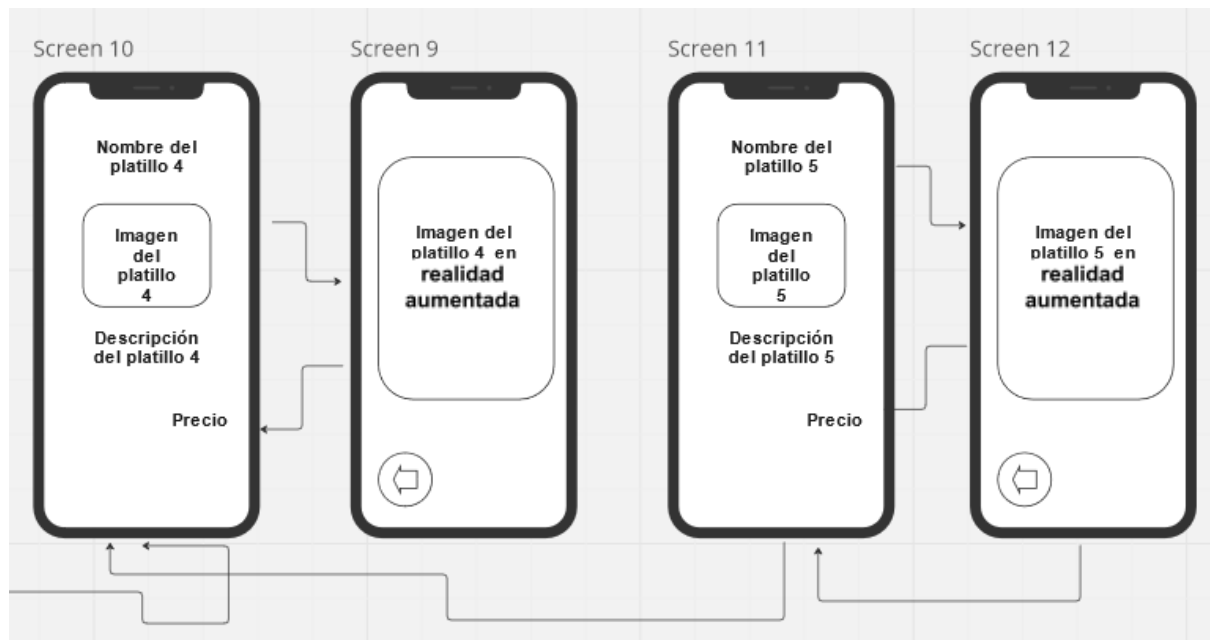 Screen 10
Nombre del
platillo 4
Imagen
del
platillo
4
Descripción
del platillo 4
Precio
Screen 9
Imagen del
platillo 4 en
realidad
aumentada
Screen 11
Nombre del
platillo 5
Imagen
del
platillo
5
Descripción
del platillo 5
Precio
Screen 12
Imagen del
platillo 5 en
realidad
aumentada